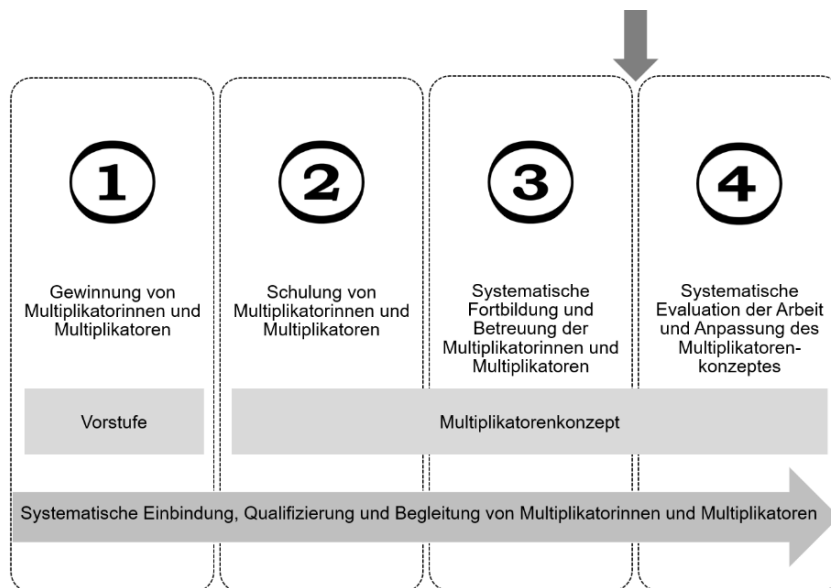 1
2
3
4
Gewinnung von
Multiplikatorinnen und
Multiplikatoren
Schulung von
Multiplikatorinnen und
Multiplikatoren
Systematische
Fortbildung und
Betreuung der
Multiplikatorinnen und
Multiplikatoren
Systematische
Evaluation der Arbeit
und Anpassung des
Multiplikatoren-
konzeptes
Vorstufe
Multiplikatorenkonzept
Systematische Einbindung, Qualifizierung und Begleitung von Multiplikatorinnen und Multiplikatoren